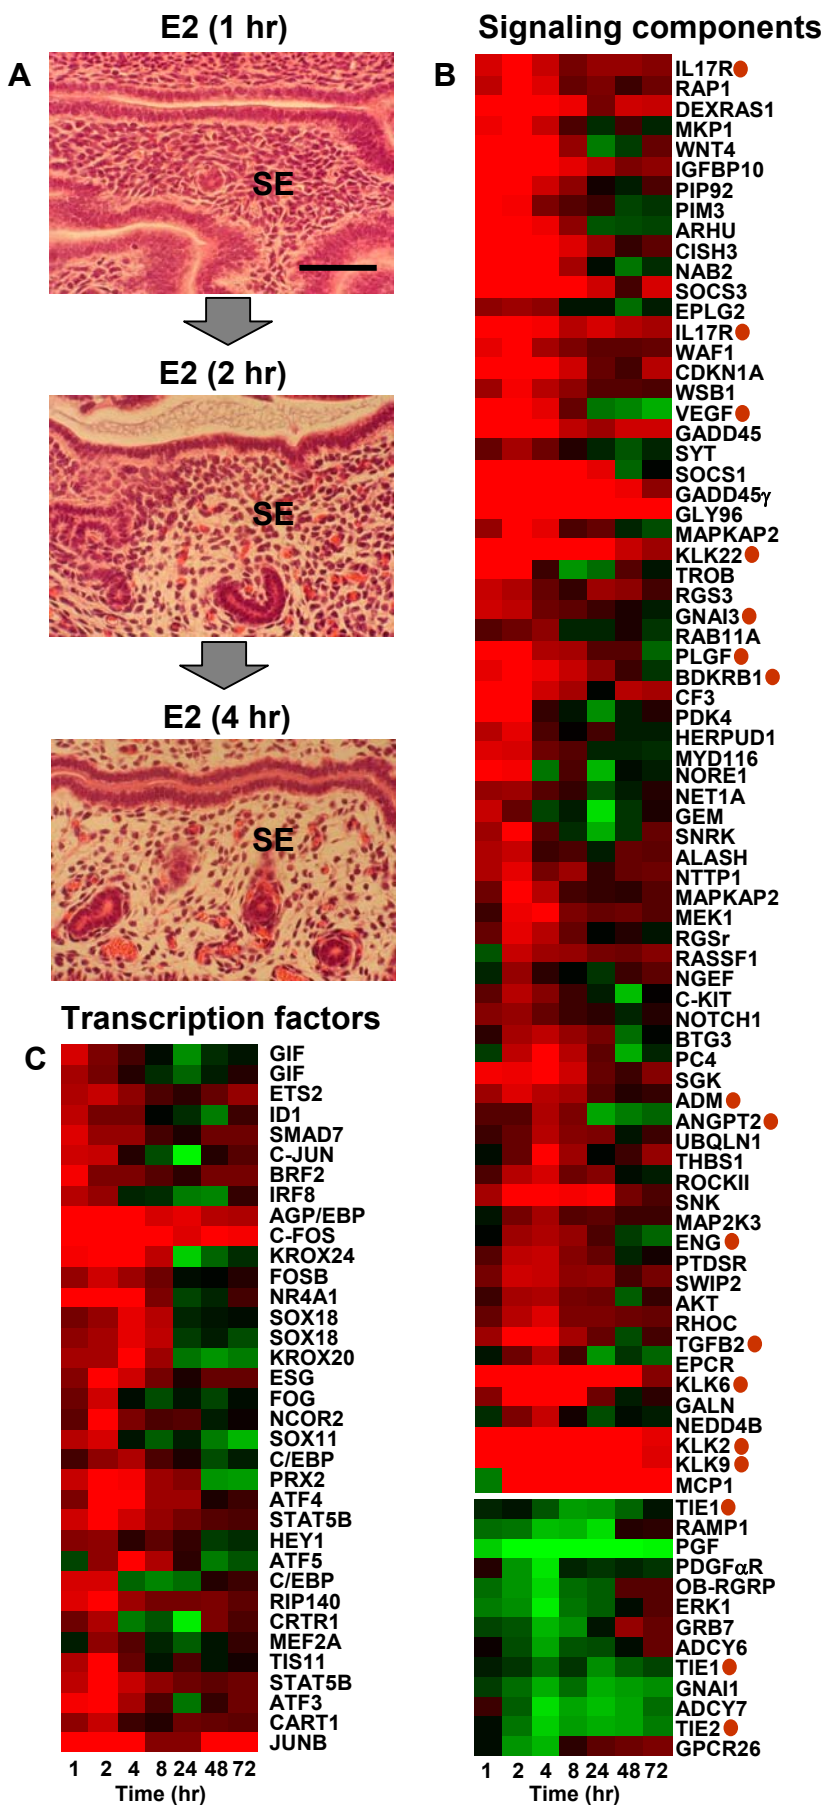 E2 (1 hr)
A
SE
E2 (2 hr)
SE
E2 (4 hr)
SE
Signaling components
B
IL17R
RAP1
DEXRAS1
MKP1
WNT4
IGFBP10
PIP92
PIM3
ARHU
CISH3
NAB2
SOCS3
EPLG2
IL17R
WAF1
CDKN1A
WSB1
VEGF
GADD45
SYT
SOCS1
GADD45γ
GLY96
MAPKAP2
KLK22
TROB
RGS3
GNAI3
RAB11A
PLGF
BDKRB1
CF3
PDK4
HERPUD1
MYD116
NORE1
NET1A
GEM
SNRK
ALASH
NTTP1
MAPKAP2
MEK1
RGSr
RASSF1
NGEF
C-KIT
NOTCH1
BTG3
PC4
SGK
ADM
ANGPT2
UBQLN1
THBS1
ROCKII
SNK
MAP2K3
ENG
PTDSR
SWIP2
AKT
RHOC
TGFB2
EPCR
KLK6
GALN
NEDD4B
KLK2
KLK9
MCP1
TIE1
RAMP1
PGF
PDGFαR
OB-RGRP
ERK1
GRB7
ADCY6
TIE1
GNAI1
ADCY7
TIE2
GPCR26
1 2 4 8 24 48 72
Time (hr)
Transcription factors
C
GIF
GIF
ETS2
ID1
SMAD7
C-JUN
BRF2
IRF8
AGP/EBP
C-FOS
KROX24
FOSB
NR4A1
SOX18
SOX18
KROX20
ESG
FOG
NCOR2
SOX11
C/EBP
PRX2
ATF4
STAT5B
HEY1
ATF5
C/EBP
RIP140
CRTR1
MEF2A
TIS11
STAT5B
ATF3
CART1
JUNB
1 2 4 8 24 48 72
Time (hr)